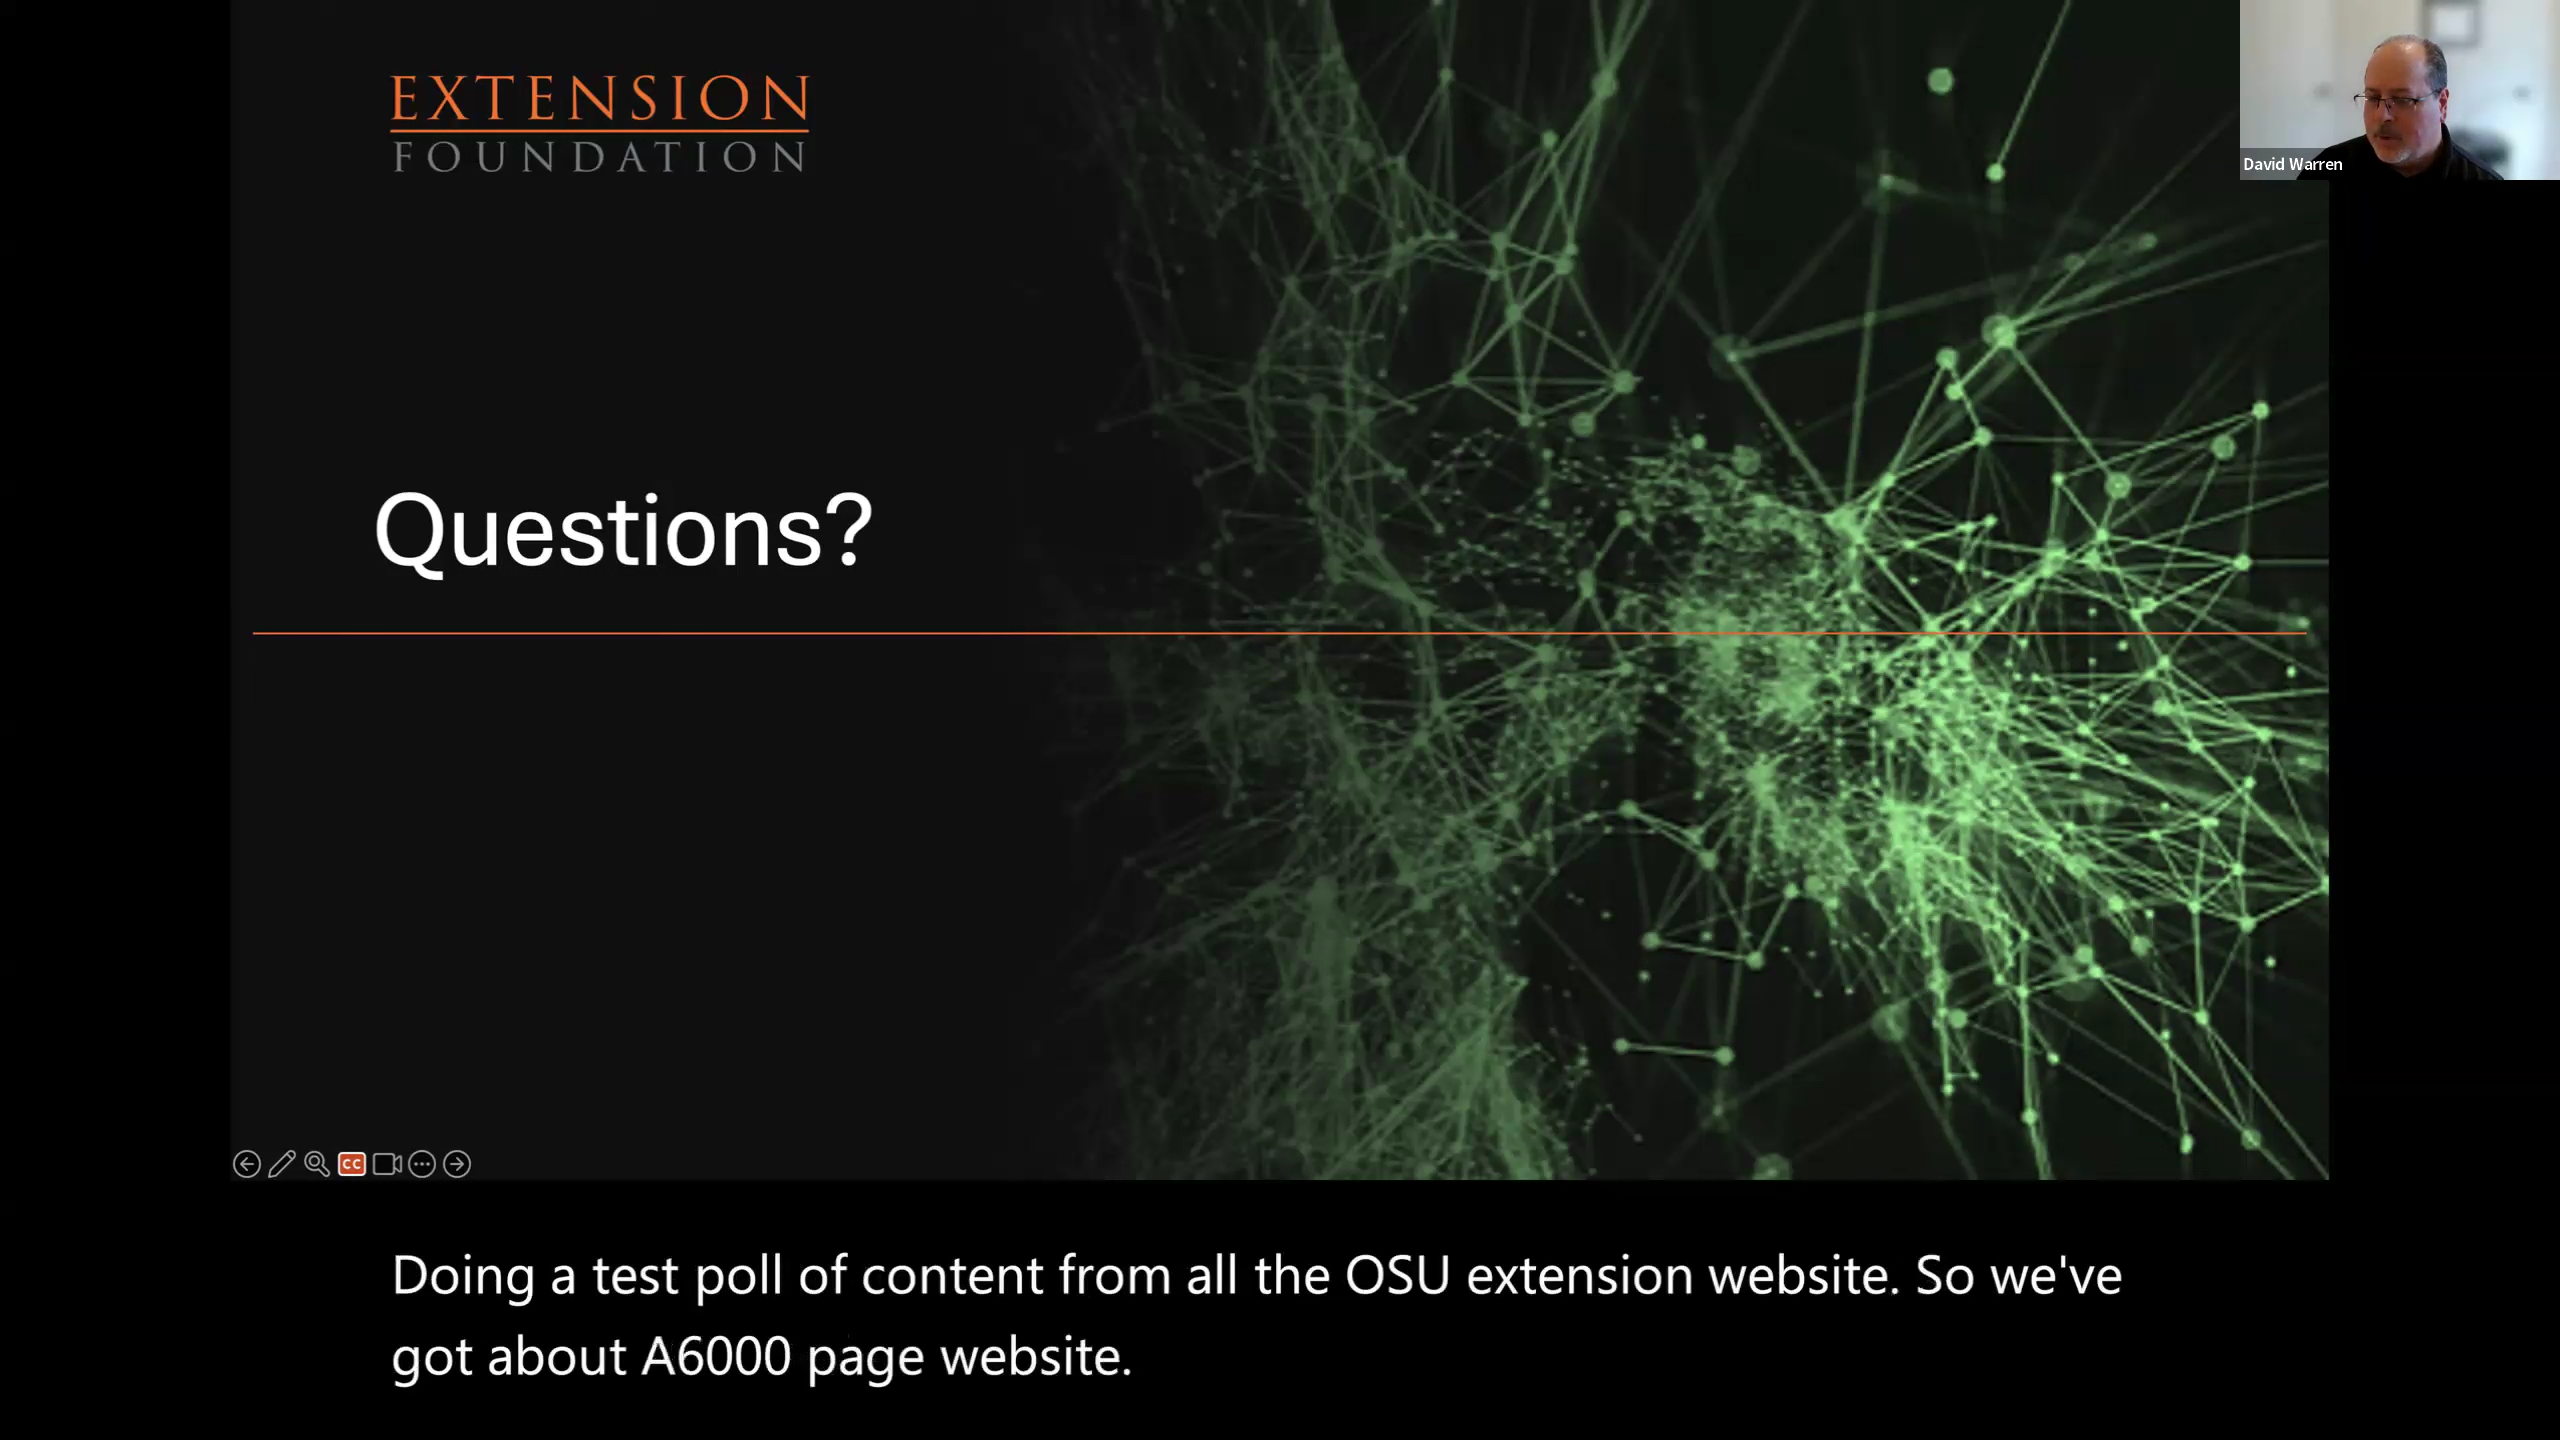 EXTENSION
FOUNDATION
David Warren
Questions?
CC
Doing a test poll of content from all the OSU extension website. So we've
got about A6000 page website.